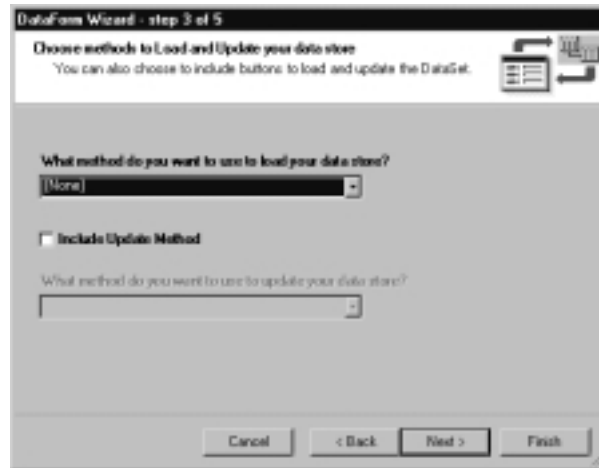 DataForm Wizard - step 3 of 5
Choose methods to Load and Update your data store
You can also choose to include buttons to load and update the DataSet.
What method do you want to use to load your data store?
(None)
Include Update Method
What method do you want to use to update your data store?
Cancel
< Back
Next >
Finish